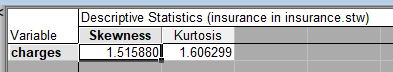 Descriptive Statistics (insurance in insurance.stw)
Variable Skewness Kurtosis
charges 1.515880 1.606299